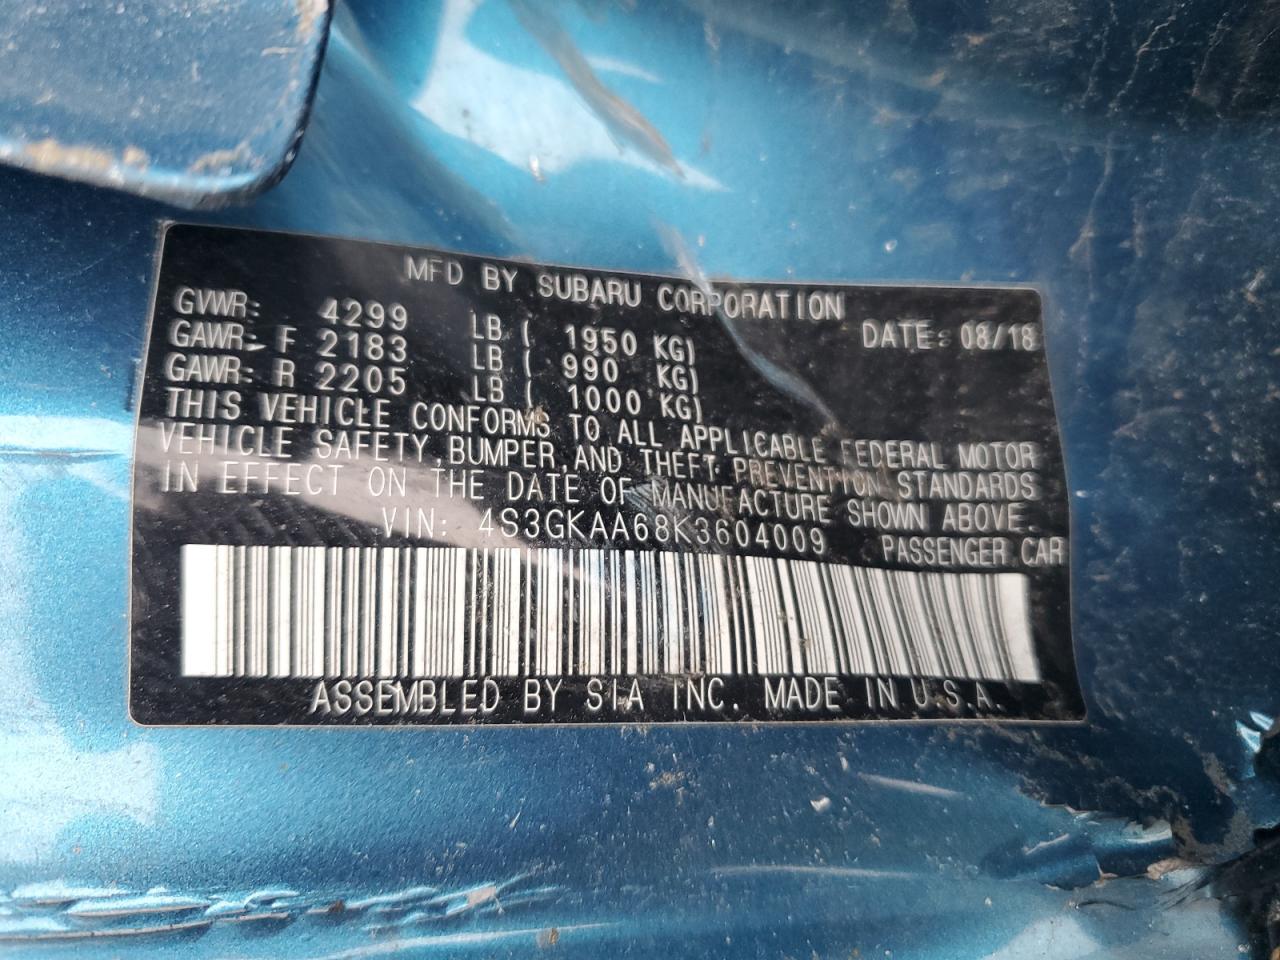 MFD BY SUBARU CORPORATION
GVWR: 4299 LB ( 1950 KG) DATE: 08/18
GAWR: F 2183 LB ( 990 KG)
GAWR: R 2205 LB ( 1000 KG)
THIS VEHICLE CONFORMS TO ALL APPLICABLE FEDERAL MOTOR
VEHICLE SAFETY, BUMPER, AND THEFT PREVENTION STANDARDS
IN EFFECT ON THE DATE OF MANUFACTURE SHOWN ABOVE.
VIN: 4S3GKAA68K3604009 PASSENGER CAR
ASSEMBLED BY SIA INC. MADE IN U.S.A.